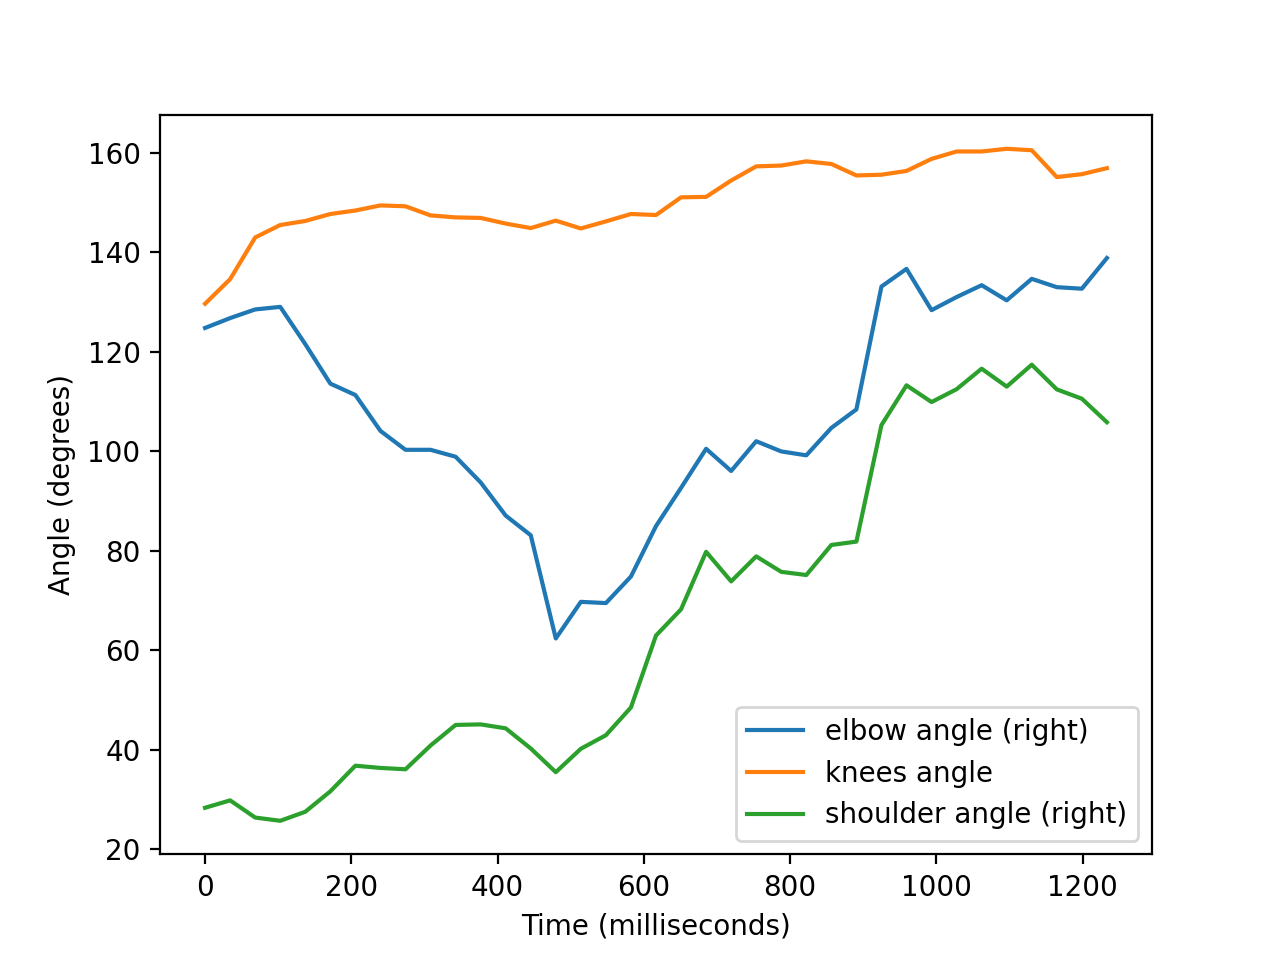 160
140
120
100
80
60
40
20
Angle (degrees)
elbow angle (right)
knees angle
shoulder angle (right)
0 200 400 600 800 1000 1200
Time (milliseconds)